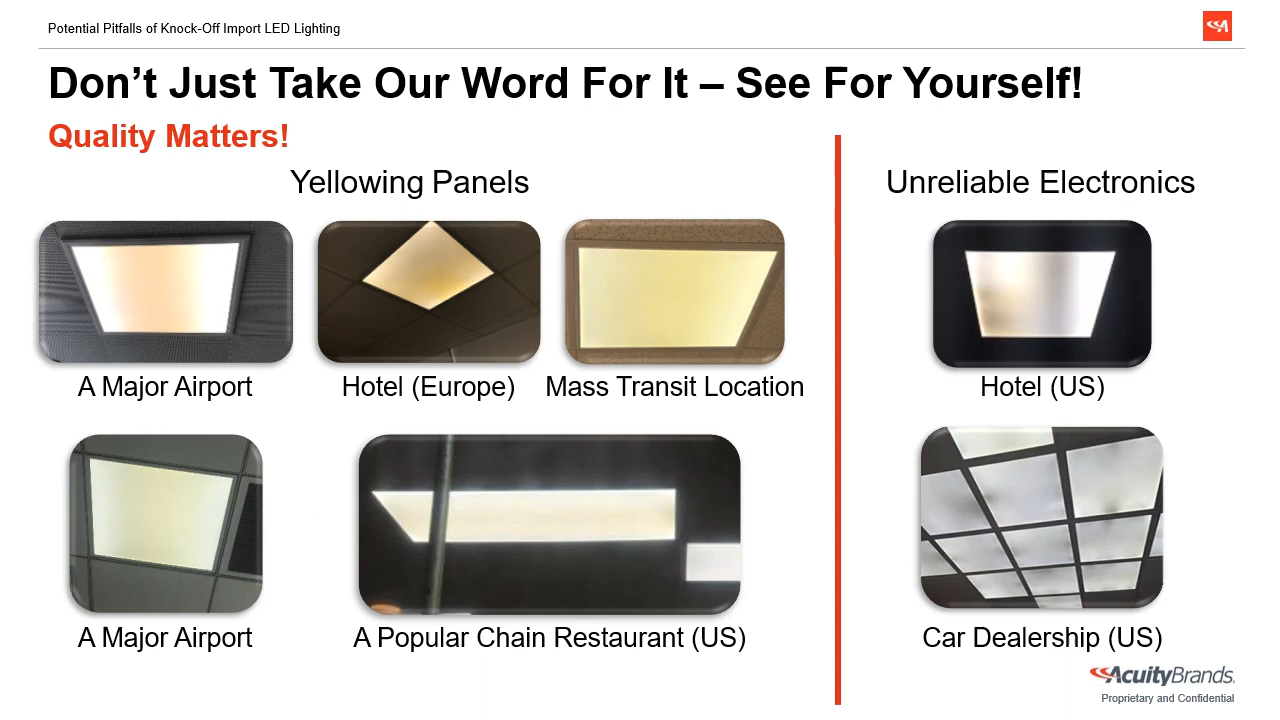 Potential Pitfalls of Knock-Off Import LED Lighting
Don’t Just Take Our Word For It – See For Yourself!
Quality Matters!
Yellowing Panels
Unreliable Electronics
A Major Airport
Hotel (Europe)
Mass Transit Location
Hotel (US)
A Major Airport
A Popular Chain Restaurant (US)
Car Dealership (US)
AcuityBrands.
Proprietary and Confidential